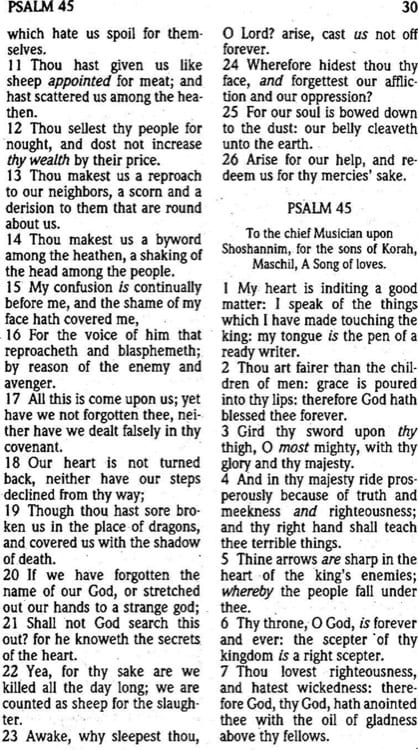 PSALM 45
30
which hate us spoil for them-
selves.
11 Thou hast given us like
sheep appointed for meat; and
hast scattered us among the hea-
then.
12 Thou sellest thy people for
nought, and dost not increase
thy wealth by their price.
13 Thou makest us a reproach
to our neighbors, a scorn and a
derision to them that are round
about us.
14 Thou makest us a byword
among the heathen, a shaking of
the head among the people.
15 My confusion is continually
before me, and the shame of my
face hath covered me,
16 For the voice of him that
reproacheth and blasphemeth;
by reason of the enemy and
avenger.
17 All this is come upon us; yet
have we not forgotten thee, nei-
ther have we dealt falsely in thy
covenant.
18 Our heart is not turned
back, neither have our steps
declined from thy way;
19 Though thou hast sore bro-
ken us in the place of dragons,
and covered us with the shadow
of death.
20 If we have forgotten the
name of our God, or stretched
out our hands to a strange god;
21 Shall not God search this
out? for he knoweth the secrets
of the heart.
22 Yea, for thy sake are we
killed all the day long; we are
counted as sheep for the slaugh-
ter.
23 Awake, why sleepest thou,
O Lord? arise, cast us not off
forever.
24 Wherefore hidest thou thy
face, and forgettest our afflic-
tion and our oppression?
25 For our soul is bowed down
to the dust: our belly cleaveth
unto the earth.
26 Arise for our help, and re-
deem us for thy mercies' sake.
PSALM 45
To the chief Musician upon
Shoshannim, for the sons of Korah,
Maschil, A Song of loves.
1 My heart is inditing a good
matter: I speak of the things
which I have made touching the
king: my tongue is the pen of a
ready writer.
2 Thou art fairer than the chil-
dren of men: grace is poured
into thy lips: therefore God hath
blessed thee forever.
3 Gird thy sword upon thy
thigh, O most mighty, with thy
glory and thy majesty.
4 And in thy majesty ride pros-
perously because of truth and
meekness and righteousness;
and thy right hand shall teach
thee terrible things.
5 Thine arrows are sharp in the
heart of the king's enemies;
whereby the people fall under
thee.
6 Thy throne, O God, is forever
and ever: the scepter of thy
kingdom is a right scepter.
7 Thou lovest righteousness,
and hatest wickedness: there-
fore God, thy God, hath anointed
thee with the oil of gladness
above thy fellows.